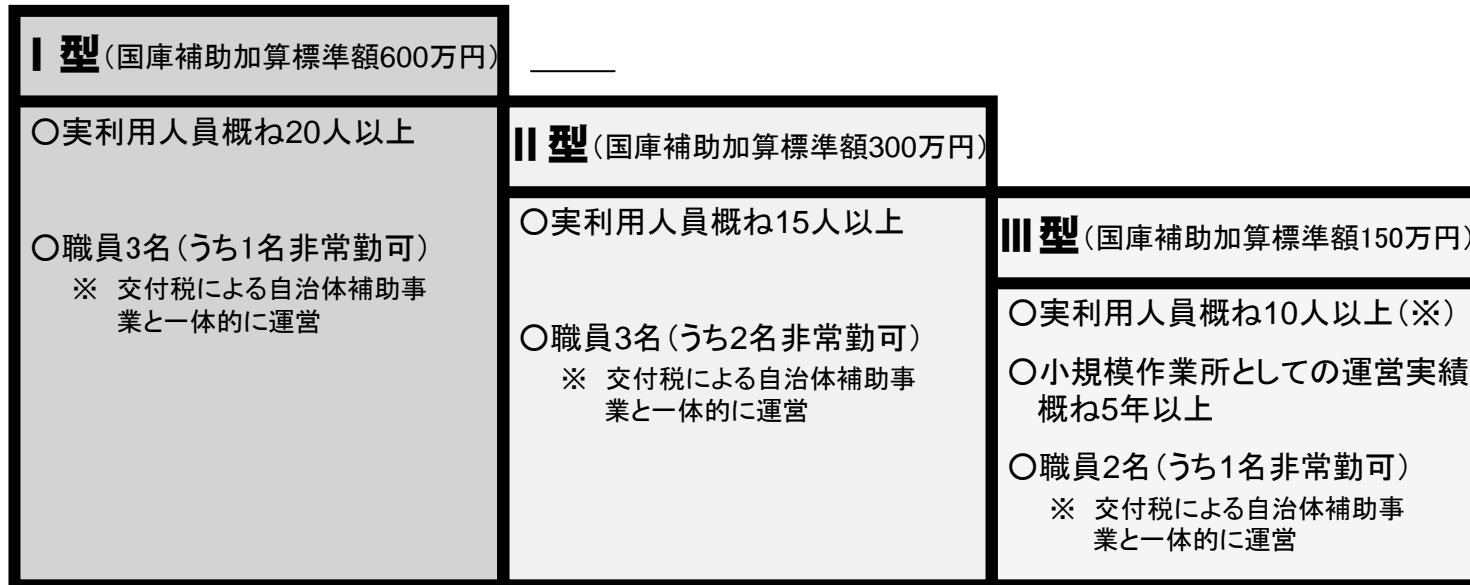 Ⅰ 型(国庫補助加算標準額600万円)
〇実利用人員概ね20人以上
〇職員3名(うち1名非常勤可)
※ 交付税による自治体補助事
業と一体的に運営
Ⅱ 型(国庫補助加算標準額300万円)
〇実利用人員概ね15人以上
〇職員3名(うち2名非常勤可)
※ 交付税による自治体補助事
業と一体的に運営
Ⅲ 型(国庫補助加算標準額150万円)
〇実利用人員概ね10人以上(※)
〇小規模作業所としての運営実績
概ね5年以上
〇職員2名(うち1名非常勤可)
※ 交付税による自治体補助事
業と一体的に運営